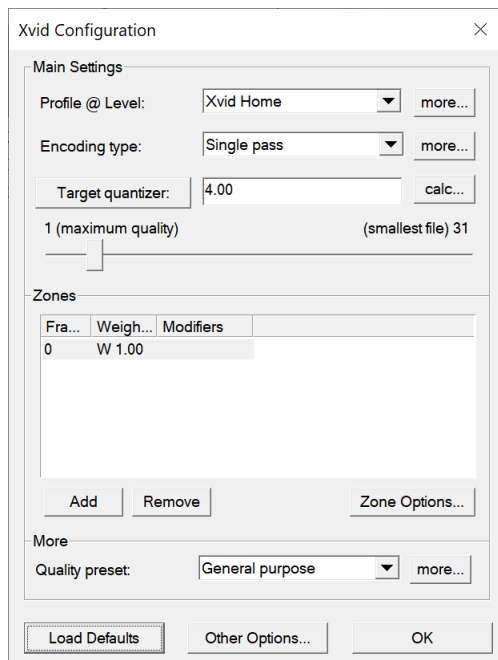 Xvid Configuration
Main Settings
Profile @ Level: Xvid Home more...
Encoding type: Single pass more...
Target quantizer: 4.00 calc...
1 (maximum quality) (smallest file) 31
Zones
Fra... Weigh... Modifiers
0 W 1.00
Add Remove Zone Options...
More
Quality preset: General purpose more...
Load Defaults Other Options... OK